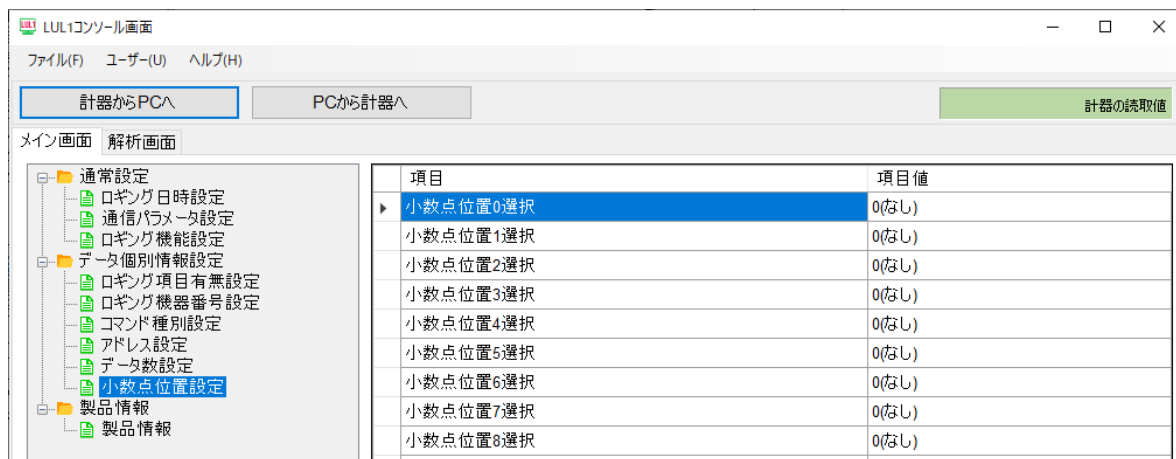 LUL1コンソール画面
ファイル(F) ユーザー(U) ヘルプ(H)
計器からPCへ PCから計器へ 計器の読取値
メイン画面 解析画面
通常設定
ロギング日時設定
通信パラメータ設定
ロギング機能設定
データ個別情報設定
ロギング項目有無設定
ロギング機器番号設定
コマンド種別設定
アドレス設定
データ数設定
小数点位置設定
製品情報
製品情報
項目 項目値
小数点位置0選択 0(なし)
小数点位置1選択 0(なし)
小数点位置2選択 0(なし)
小数点位置3選択 0(なし)
小数点位置4選択 0(なし)
小数点位置5選択 0(なし)
小数点位置6選択 0(なし)
小数点位置7選択 0(なし)
小数点位置8選択 0(なし)